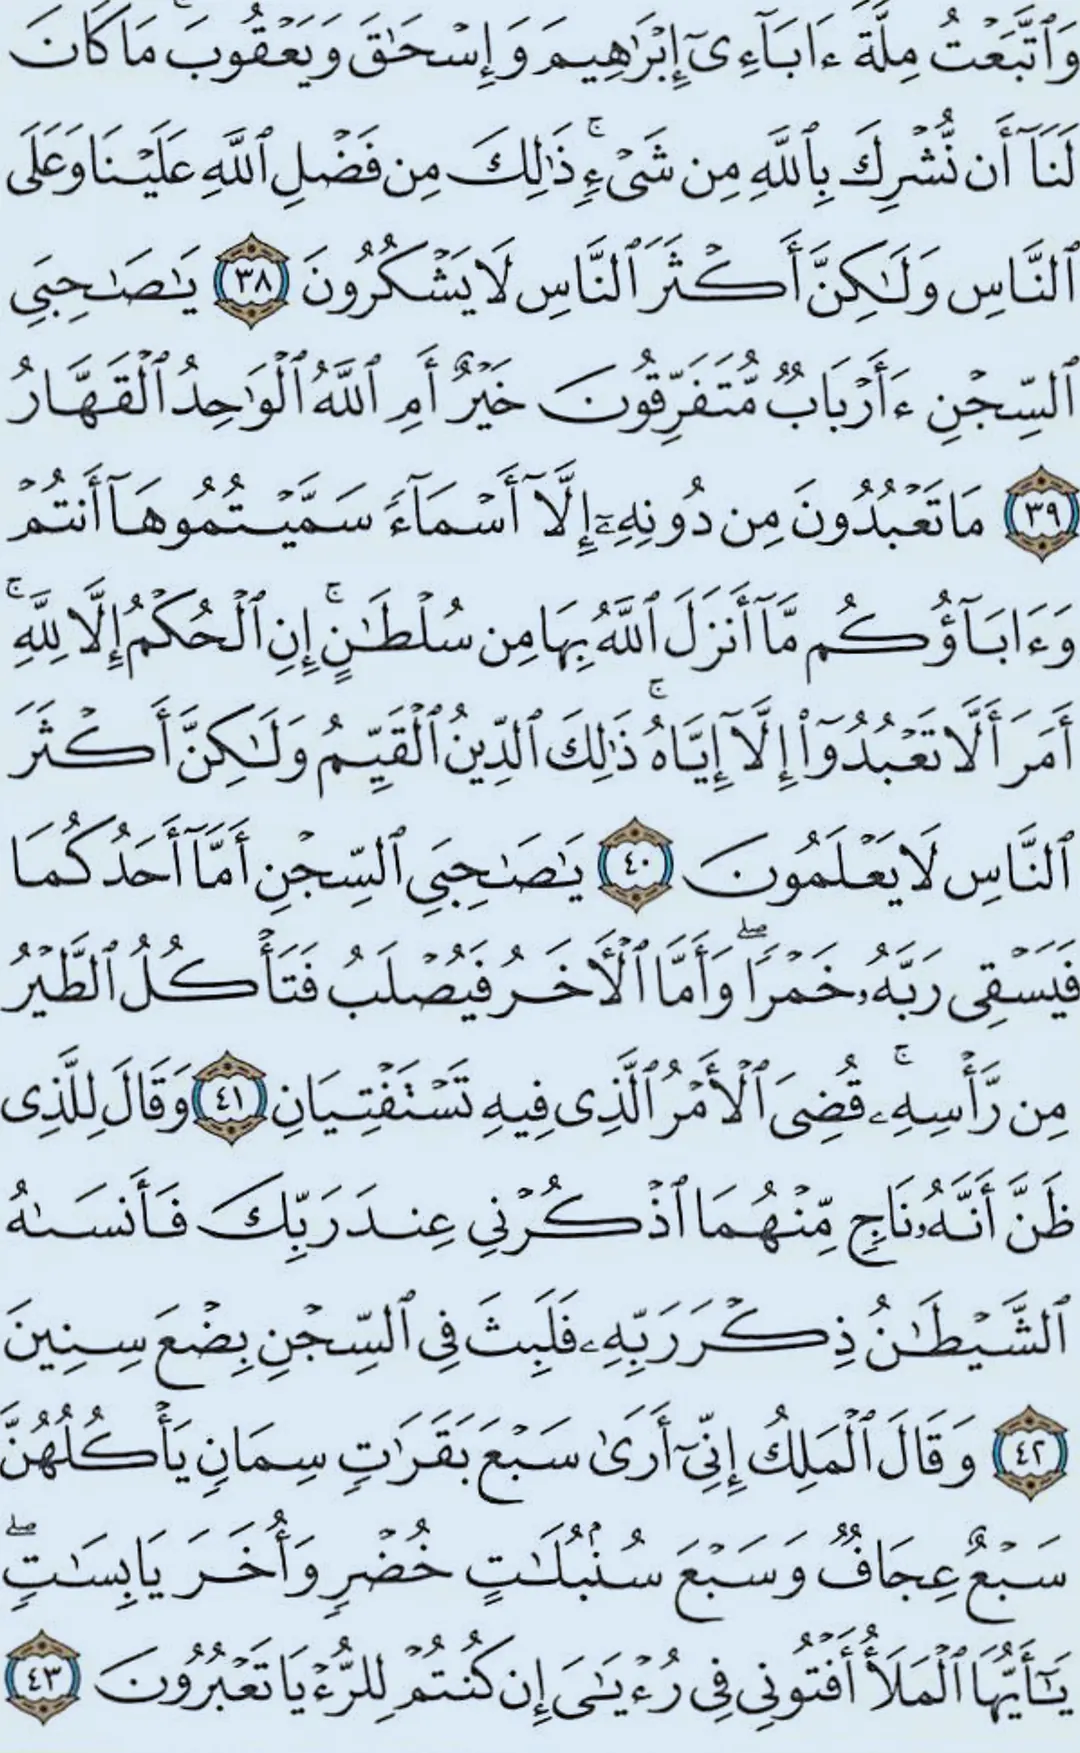 وَٱتَّبَعْتُ مِلَّةَ ءَابَآءِىٓ إِبْرَٰهِيمَ وَإِسْحَٰقَ وَيَعْقُوبَ ۚ مَا كَانَ
لَنَآ أَن نُّشْرِكَ بِٱللَّهِ مِن شَىْءٍ ۚ ذَٰلِكَ مِن فَضْلِ ٱللَّهِ عَلَيْنَا وَعَلَى
ٱلنَّاسِ وَلَٰكِنَّ أَكْثَرَ ٱلنَّاسِ لَا يَشْكُرُونَ ٣٨ يَٰصَٰحِبَىِ
ٱلسِّجْنِ ءَأَرْبَابٌ مُّتَفَرِّقُونَ خَيْرٌ أَمِ ٱللَّهُ ٱلْوَٰحِدُ ٱلْقَهَّارُ
٣٩ مَا تَعْبُدُونَ مِن دُونِهِۦٓ إِلَّآ أَسْمَآءً سَمَّيْتُمُوهَآ أَنتُمْ
وَءَابَآؤُكُم مَّآ أَنزَلَ ٱللَّهُ بِهَا مِن سُلْطَٰنٍ ۚ إِنِ ٱلْحُكْمُ إِلَّا لِلَّهِ ۚ
أَمَرَ أَلَّا تَعْبُدُوٓا۟ إِلَّآ إِيَّاهُ ۚ ذَٰلِكَ ٱلدِّينُ ٱلْقَيِّمُ وَلَٰكِنَّ أَكْثَرَ
ٱلنَّاسِ لَا يَعْلَمُونَ ٤٠ يَٰصَٰحِبَىِ ٱلسِّجْنِ أَمَّآ أَحَدُكُمَا
فَيَسْقِى رَبَّهُۥ خَمْرًا ۖ وَأَمَّا ٱلْءَاخَرُ فَيُصْلَبُ فَتَأْكُلُ ٱلطَّيْرُ
مِن رَّأْسِهِۦ ۚ قُضِىَ ٱلْأَمْرُ ٱلَّذِى فِيهِ تَسْتَفْتِيَانِ ٤١ وَقَالَ لِلَّذِى
ظَنَّ أَنَّهُۥ نَاجٍ مِّنْهُمَا ٱذْكُرْنِى عِندَ رَبِّكَ فَأَنسَىٰهُ
ٱلشَّيْطَٰنُ ذِكْرَ رَبِّهِۦ فَلَبِثَ فِى ٱلسِّجْنِ بِضْعَ سِنِينَ
٤٢ وَقَالَ ٱلْمَلِكُ إِنِّىٓ أَرَىٰ سَبْعَ بَقَرَٰتٍ سِمَانٍ يَأْكُلُهُنَّ
سَبْعٌ عِجَافٌ وَسَبْعَ سُنۢبُلَٰتٍ خُضْرٍ وَأُخَرَ يَابِسَٰتٍ ۖ
يَٰٓأَيُّهَا ٱلْمَلَأُ أَفْتُونِى فِى رُءْيَٰىَ إِن كُنتُمْ لِلرُّءْيَا تَعْبُرُونَ ٤٣